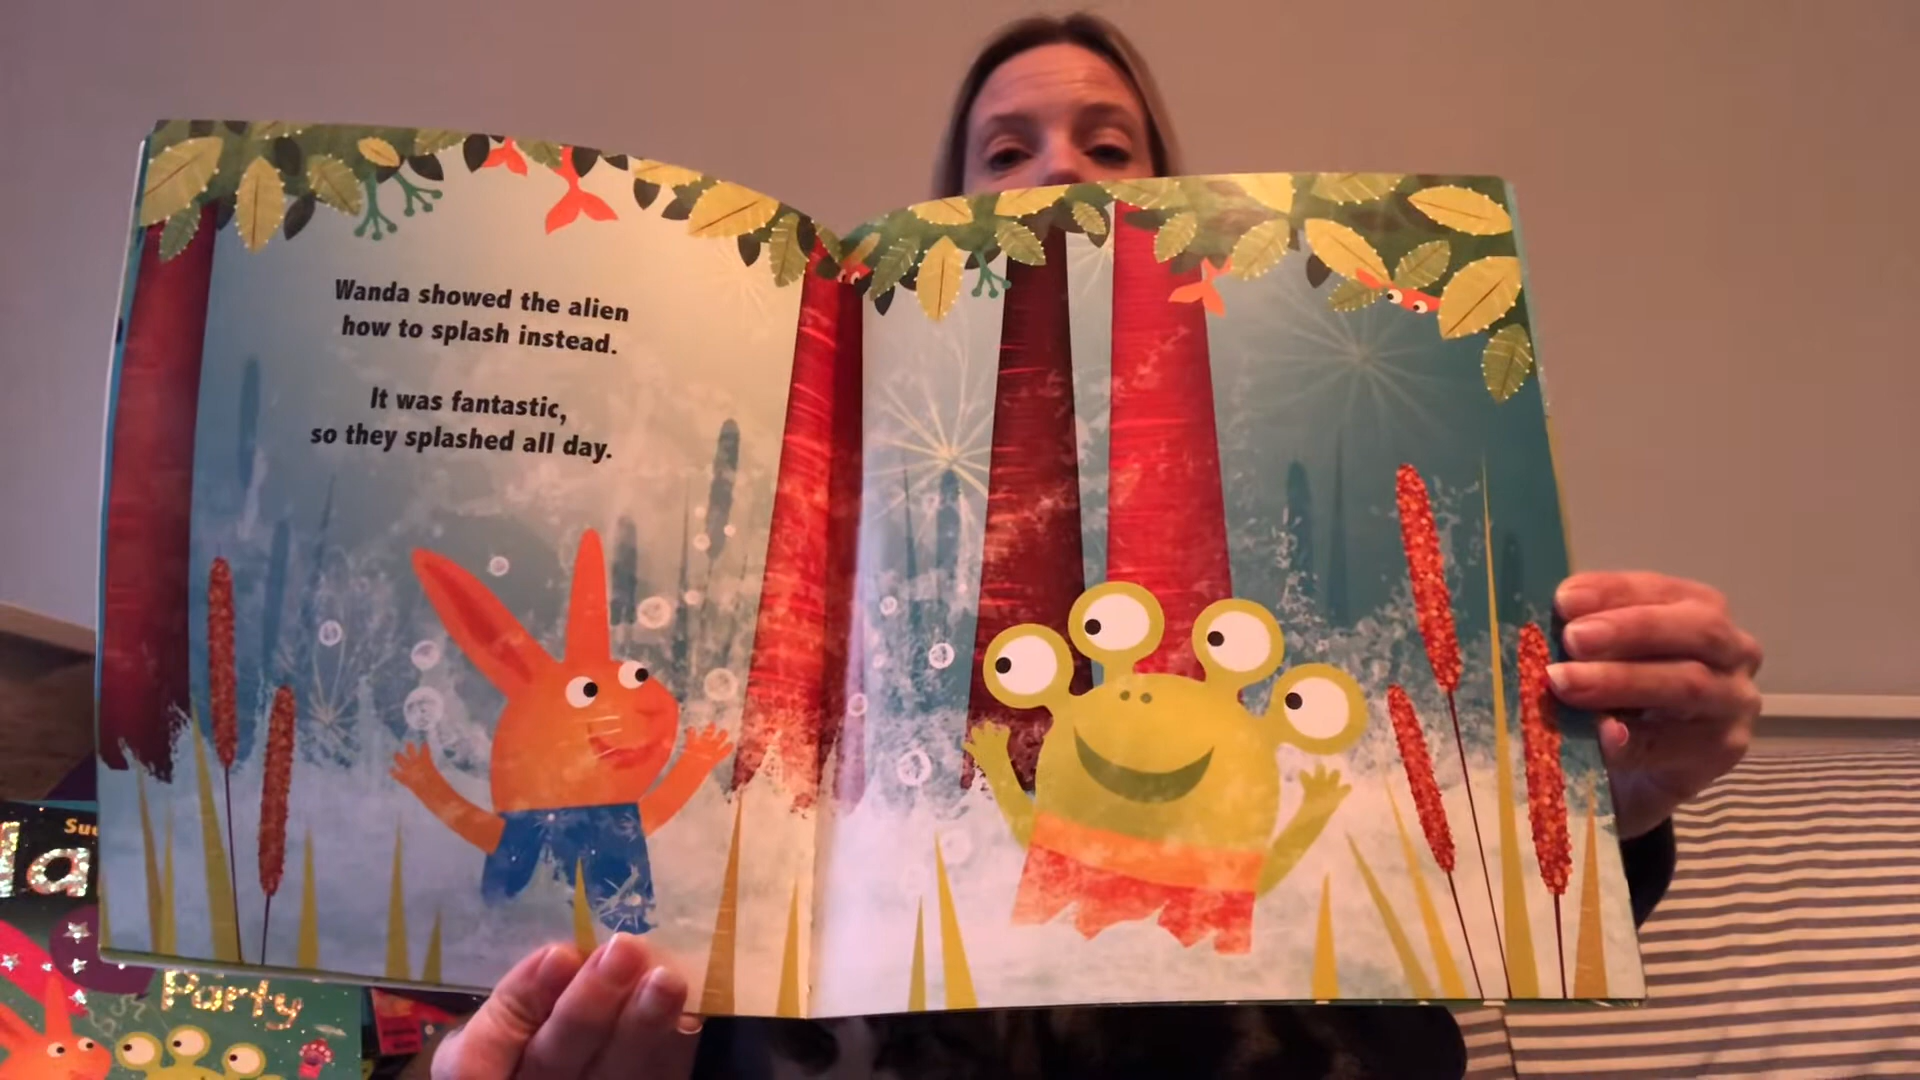 Wanda showed the alien
how to splash instead.
It was fantastic,
so they splashed all day.
Party